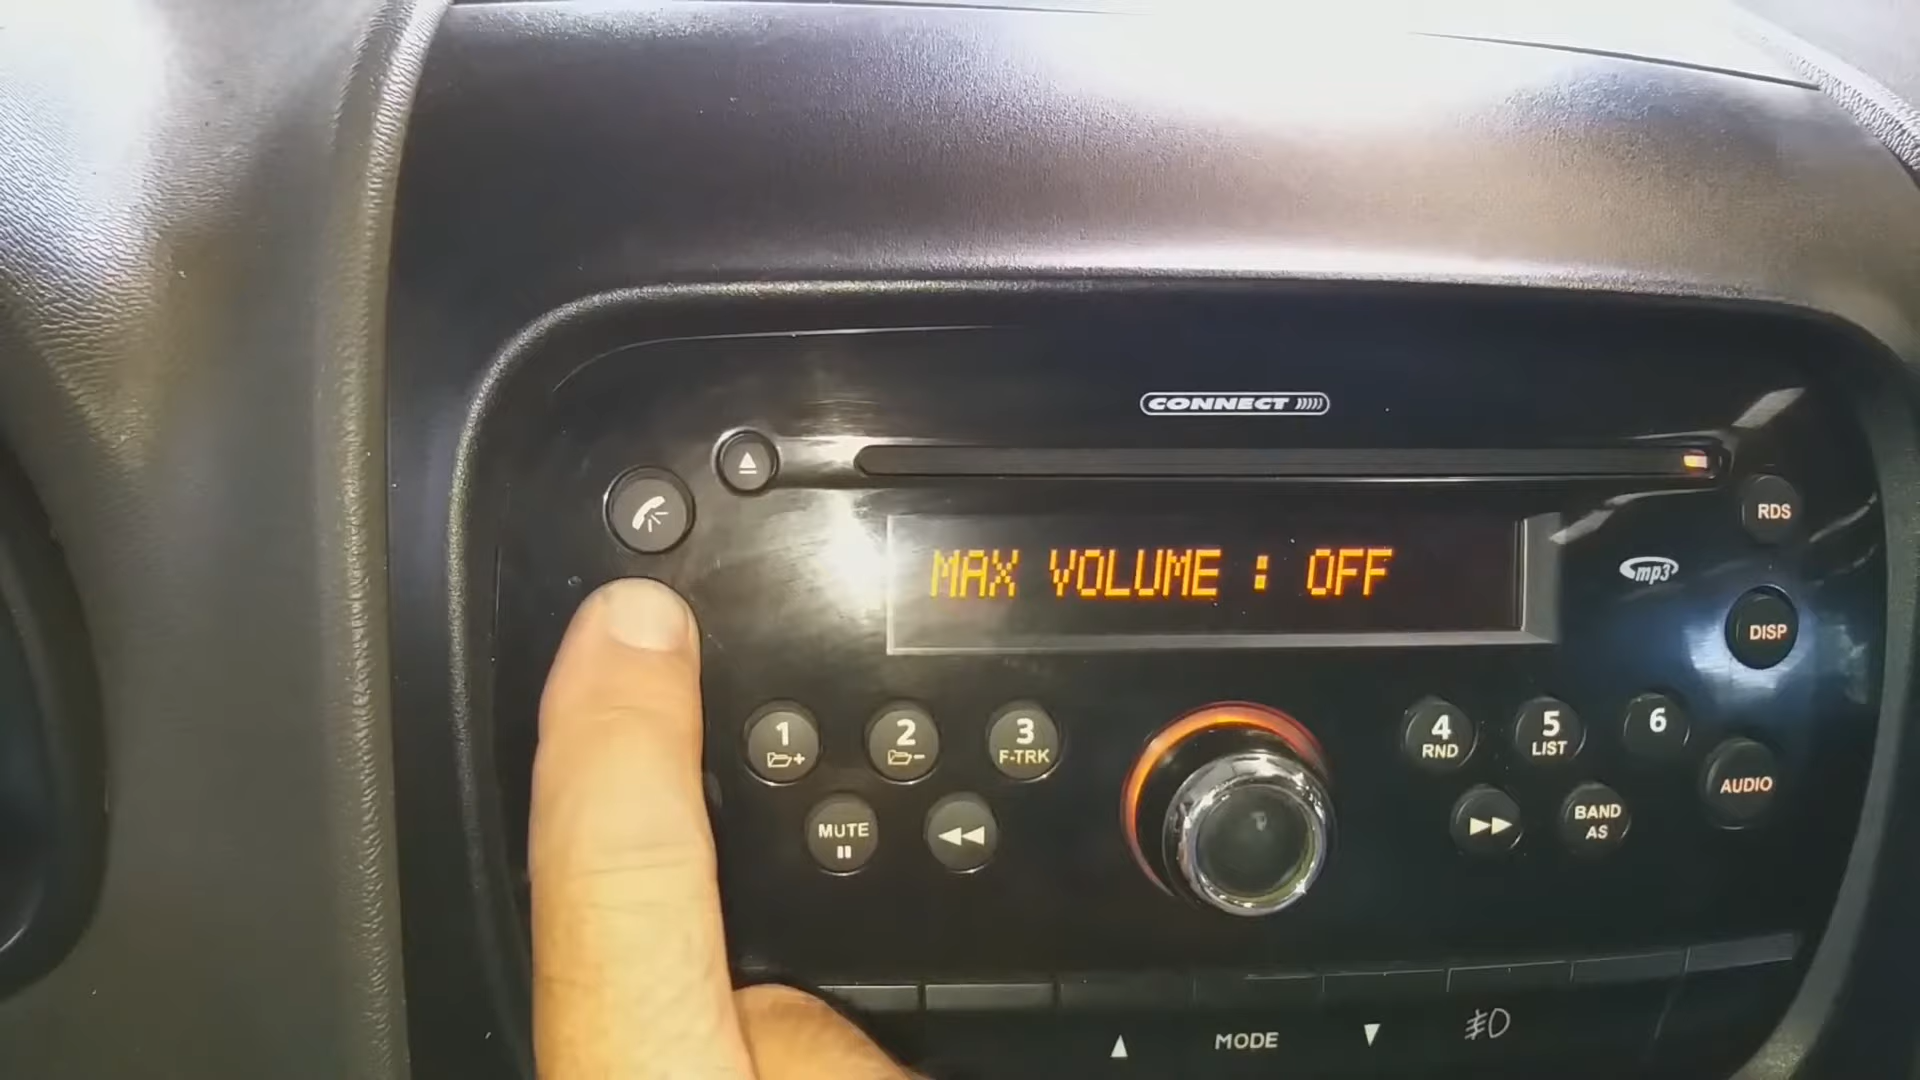 CONNECT
RDS
MAX VOLUME : OFF
mp3
DISP
1
2
3
F-TRK
4
RND
5
LIST
6
MUTE
BAND
AS
AUDIO
MODE